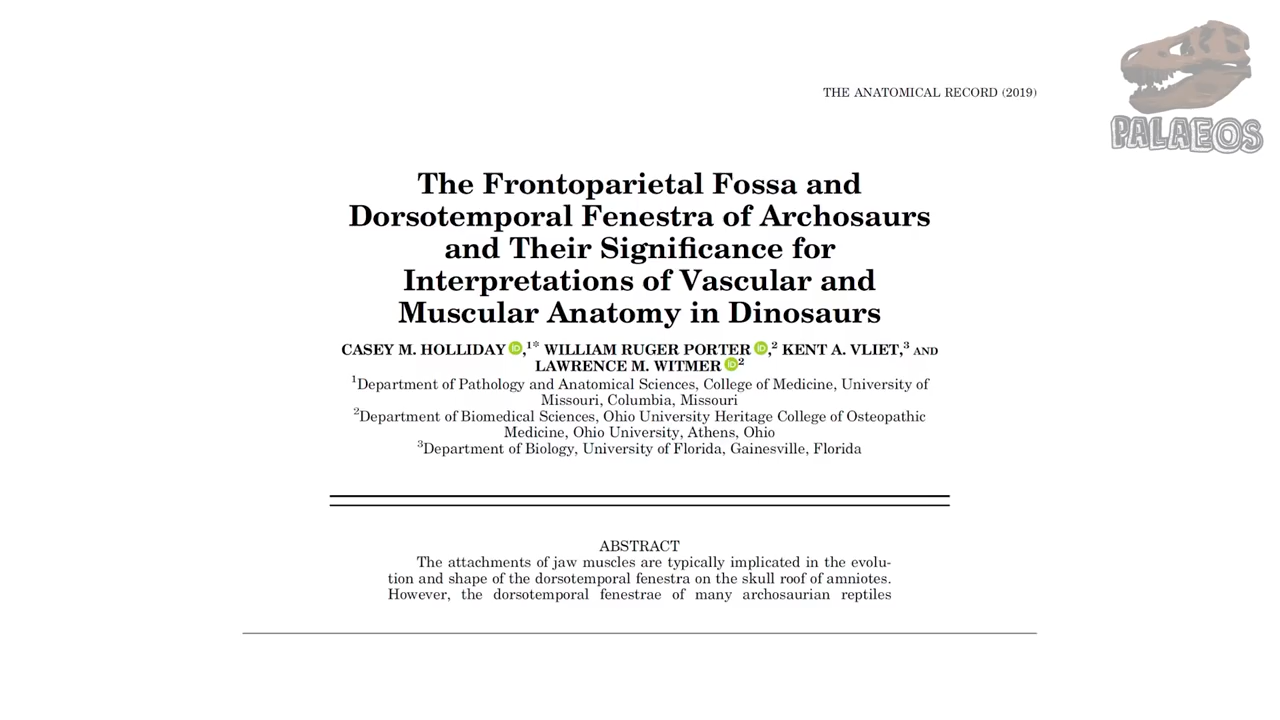 PALAEOS
THE ANATOMICAL RECORD (2019)
The Frontoparietal Fossa and
Dorsotemporal Fenestra of Archosaurs
and Their Significance for
Interpretations of Vascular and
Muscular Anatomy in Dinosaurs
CASEY M. HOLLIDAY iD,1* WILLIAM RUGER PORTER iD,2 KENT A. VLIET,3 AND
LAWRENCE M. WITMER iD2
1Department of Pathology and Anatomical Sciences, College of Medicine, University of
Missouri, Columbia, Missouri
2Department of Biomedical Sciences, Ohio University Heritage College of Osteopathic
Medicine, Ohio University, Athens, Ohio
3Department of Biology, University of Florida, Gainesville, Florida
ABSTRACT
The attachments of jaw muscles are typically implicated in the evolu-
tion and shape of the dorsotemporal fenestra on the skull roof of amniotes.
However, the dorsotemporal fenestrae of many archosaurian reptiles